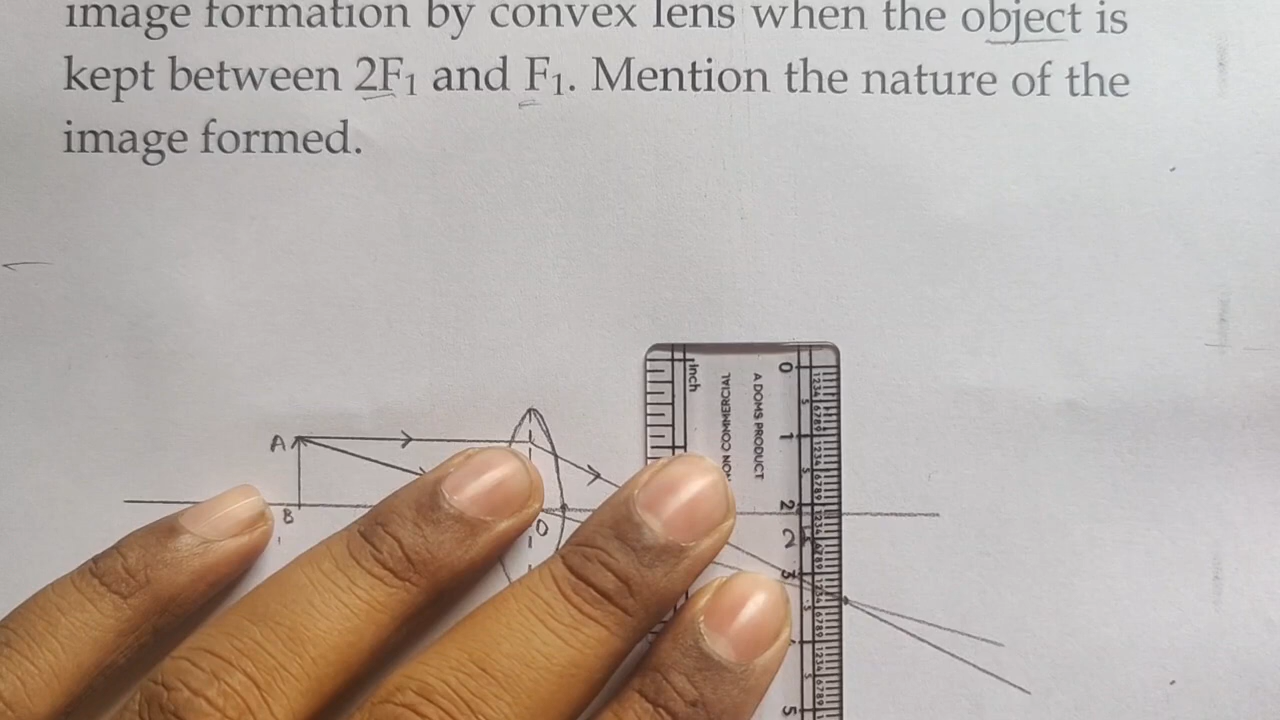 image formation by convex lens when the object is
kept between 2F₁ and F₁. Mention the nature of the
image formed.
A
B
O
2
Inch
NON COMMERCIAL
A DOMS PRODUCT
0
1
2
3
5